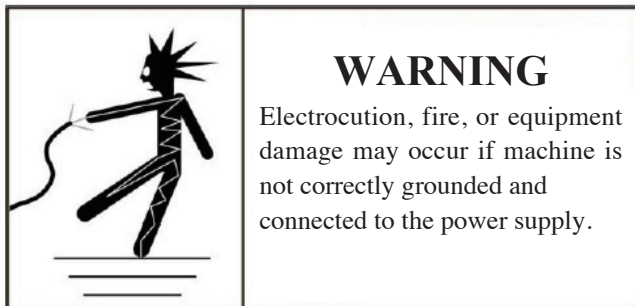 WARNING
Electrocution, fire, or equipment
damage may occur if machine is
not correctly grounded and
connected to the power supply.